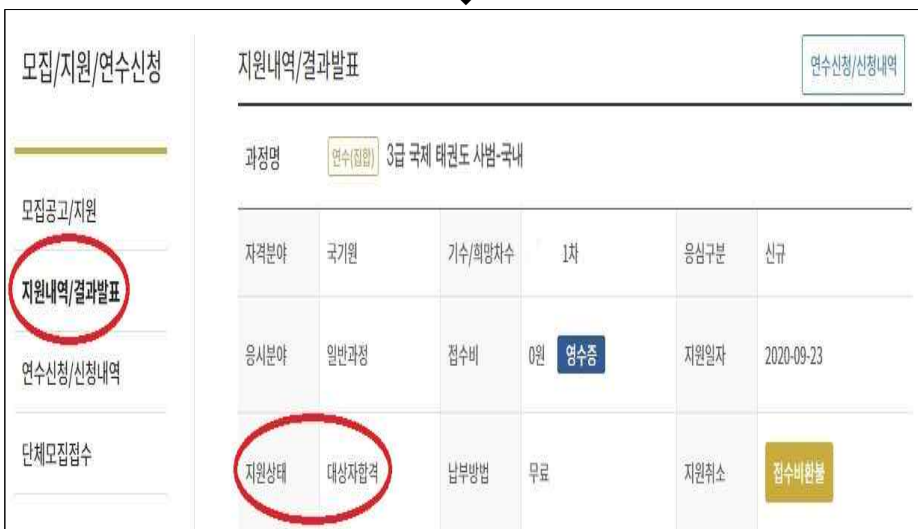 모집/지원/연수신청
모집공고/지원
지원내역/결과발표
연수신청/신청내역
단체모집접수
지원내역/결과발표
연수신청/신청내역
과정명 연수(집합) 3급 국제 태권도 사범-국내
자격분야 국기원 기수/희망차수 1차 응심구분 신규
응시분야 일반과정 접수비 0원 영수증 지원일자 2020-09-23
지원상태 대상자합격 납부방법 무료 지원취소 접수비환불